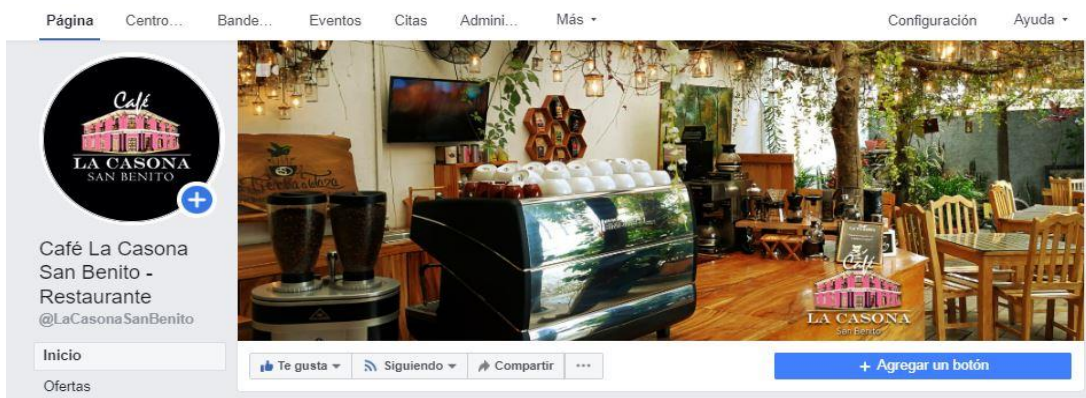 Página Centro... Bande... Eventos Citas Admini... Más Configuración Ayuda
Café
LA CASONA
SAN BENITO
Café La Casona
San Benito -
Restaurante
@LaCasonaSanBenito
Inicio
Ofertas
Café
LA CASONA
San Benito
Te gusta Siguiendo Compartir ...
+ Agregar un botón